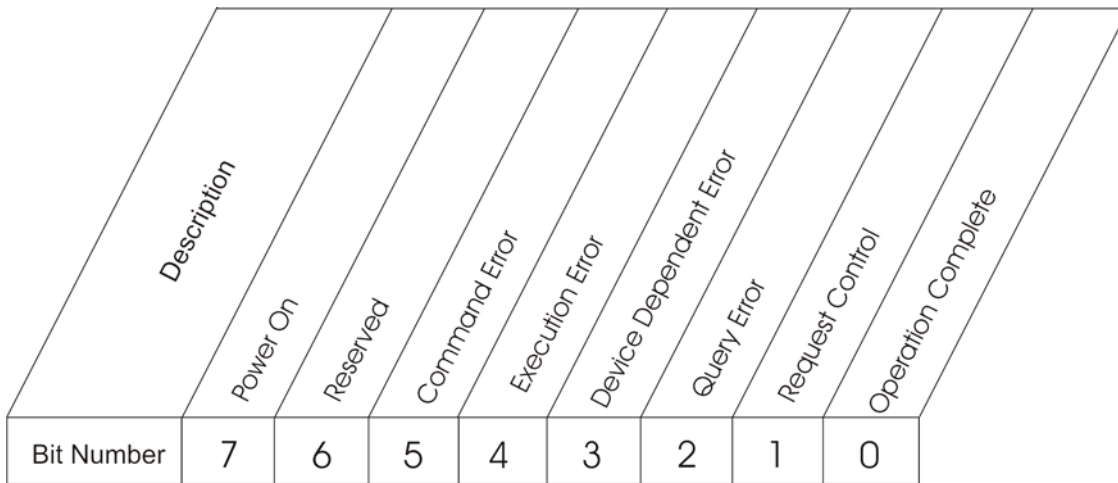 Description
Power On
Reserved
Command Error
Execution Error
Device Dependent Error
Query Error
Request Control
Operation Complete
Bit Number 7 6 5 4 3 2 1 0